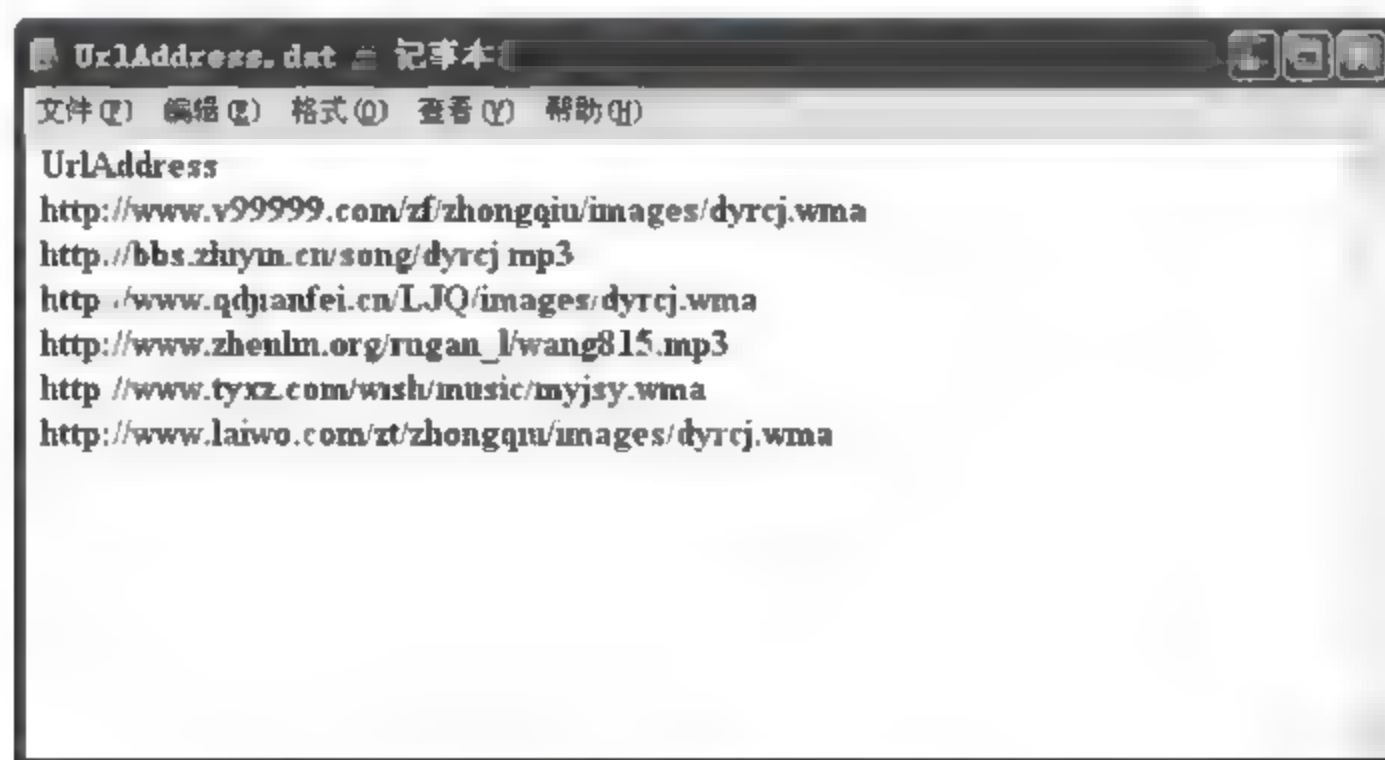 UrlAddress.dat - 记事本
文件(F) 编辑(E) 格式(O) 查看(V) 帮助(H)
UrlAddress
http://www.v99999.com/zf/zhongqiu/images/dyrcj.wma
http://bbs.zhyin.cn/song/dyrcj.mp3
http://www.qdjianfei.cn/LJQ/images/dyrcj.wma
http://www.zhenlin.org/rugan_l/wang815.mp3
http://www.tyxz.com/wish/music/myjsy.wma
http://www.laiwo.com/zt/zhongqiu/images/dyrcj.wma